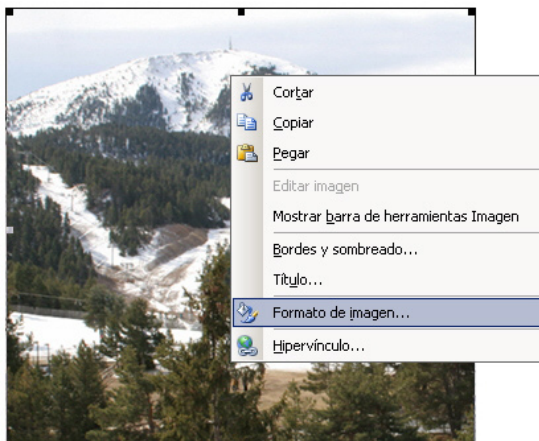 Cortar
Copiar
Pegar
Editar imagen
Mostrar barra de herramientas Imagen
Bordes y sombreado...
Título...
Formato de imagen...
Hipervínculo...